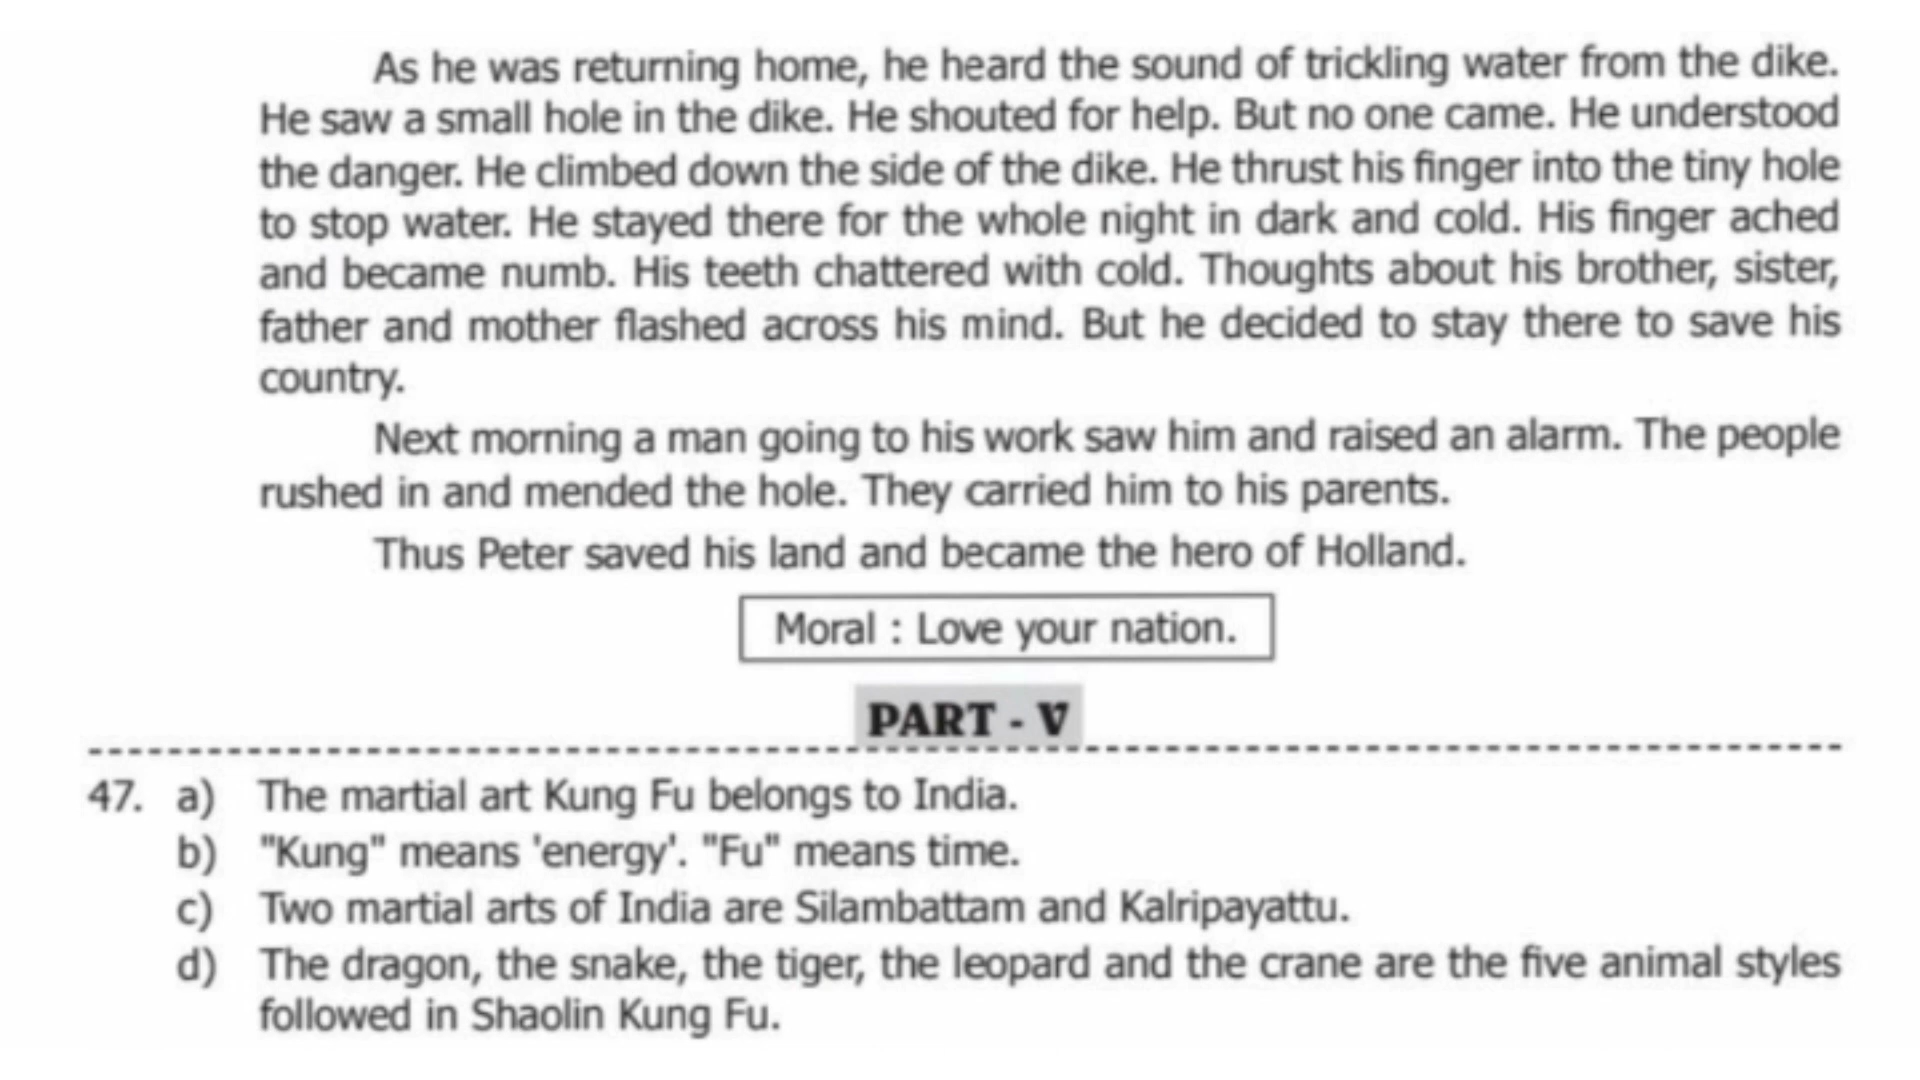 As he was returning home, he heard the sound of trickling water from the dike.
He saw a small hole in the dike. He shouted for help. But no one came. He understood
the danger. He climbed down the side of the dike. He thrust his finger into the tiny hole
to stop water. He stayed there for the whole night in dark and cold. His finger ached
and became numb. His teeth chattered with cold. Thoughts about his brother, sister,
father and mother flashed across his mind. But he decided to stay there to save his
country.
Next morning a man going to his work saw him and raised an alarm. The people
rushed in and mended the hole. They carried him to his parents.
Thus Peter saved his land and became the hero of Holland.
Moral : Love your nation.
PART - V
47. a) The martial art Kung Fu belongs to India.
b) "Kung" means 'energy'. "Fu" means time.
c) Two martial arts of India are Silambattam and Kalripayattu.
d) The dragon, the snake, the tiger, the leopard and the crane are the five animal styles
followed in Shaolin Kung Fu.